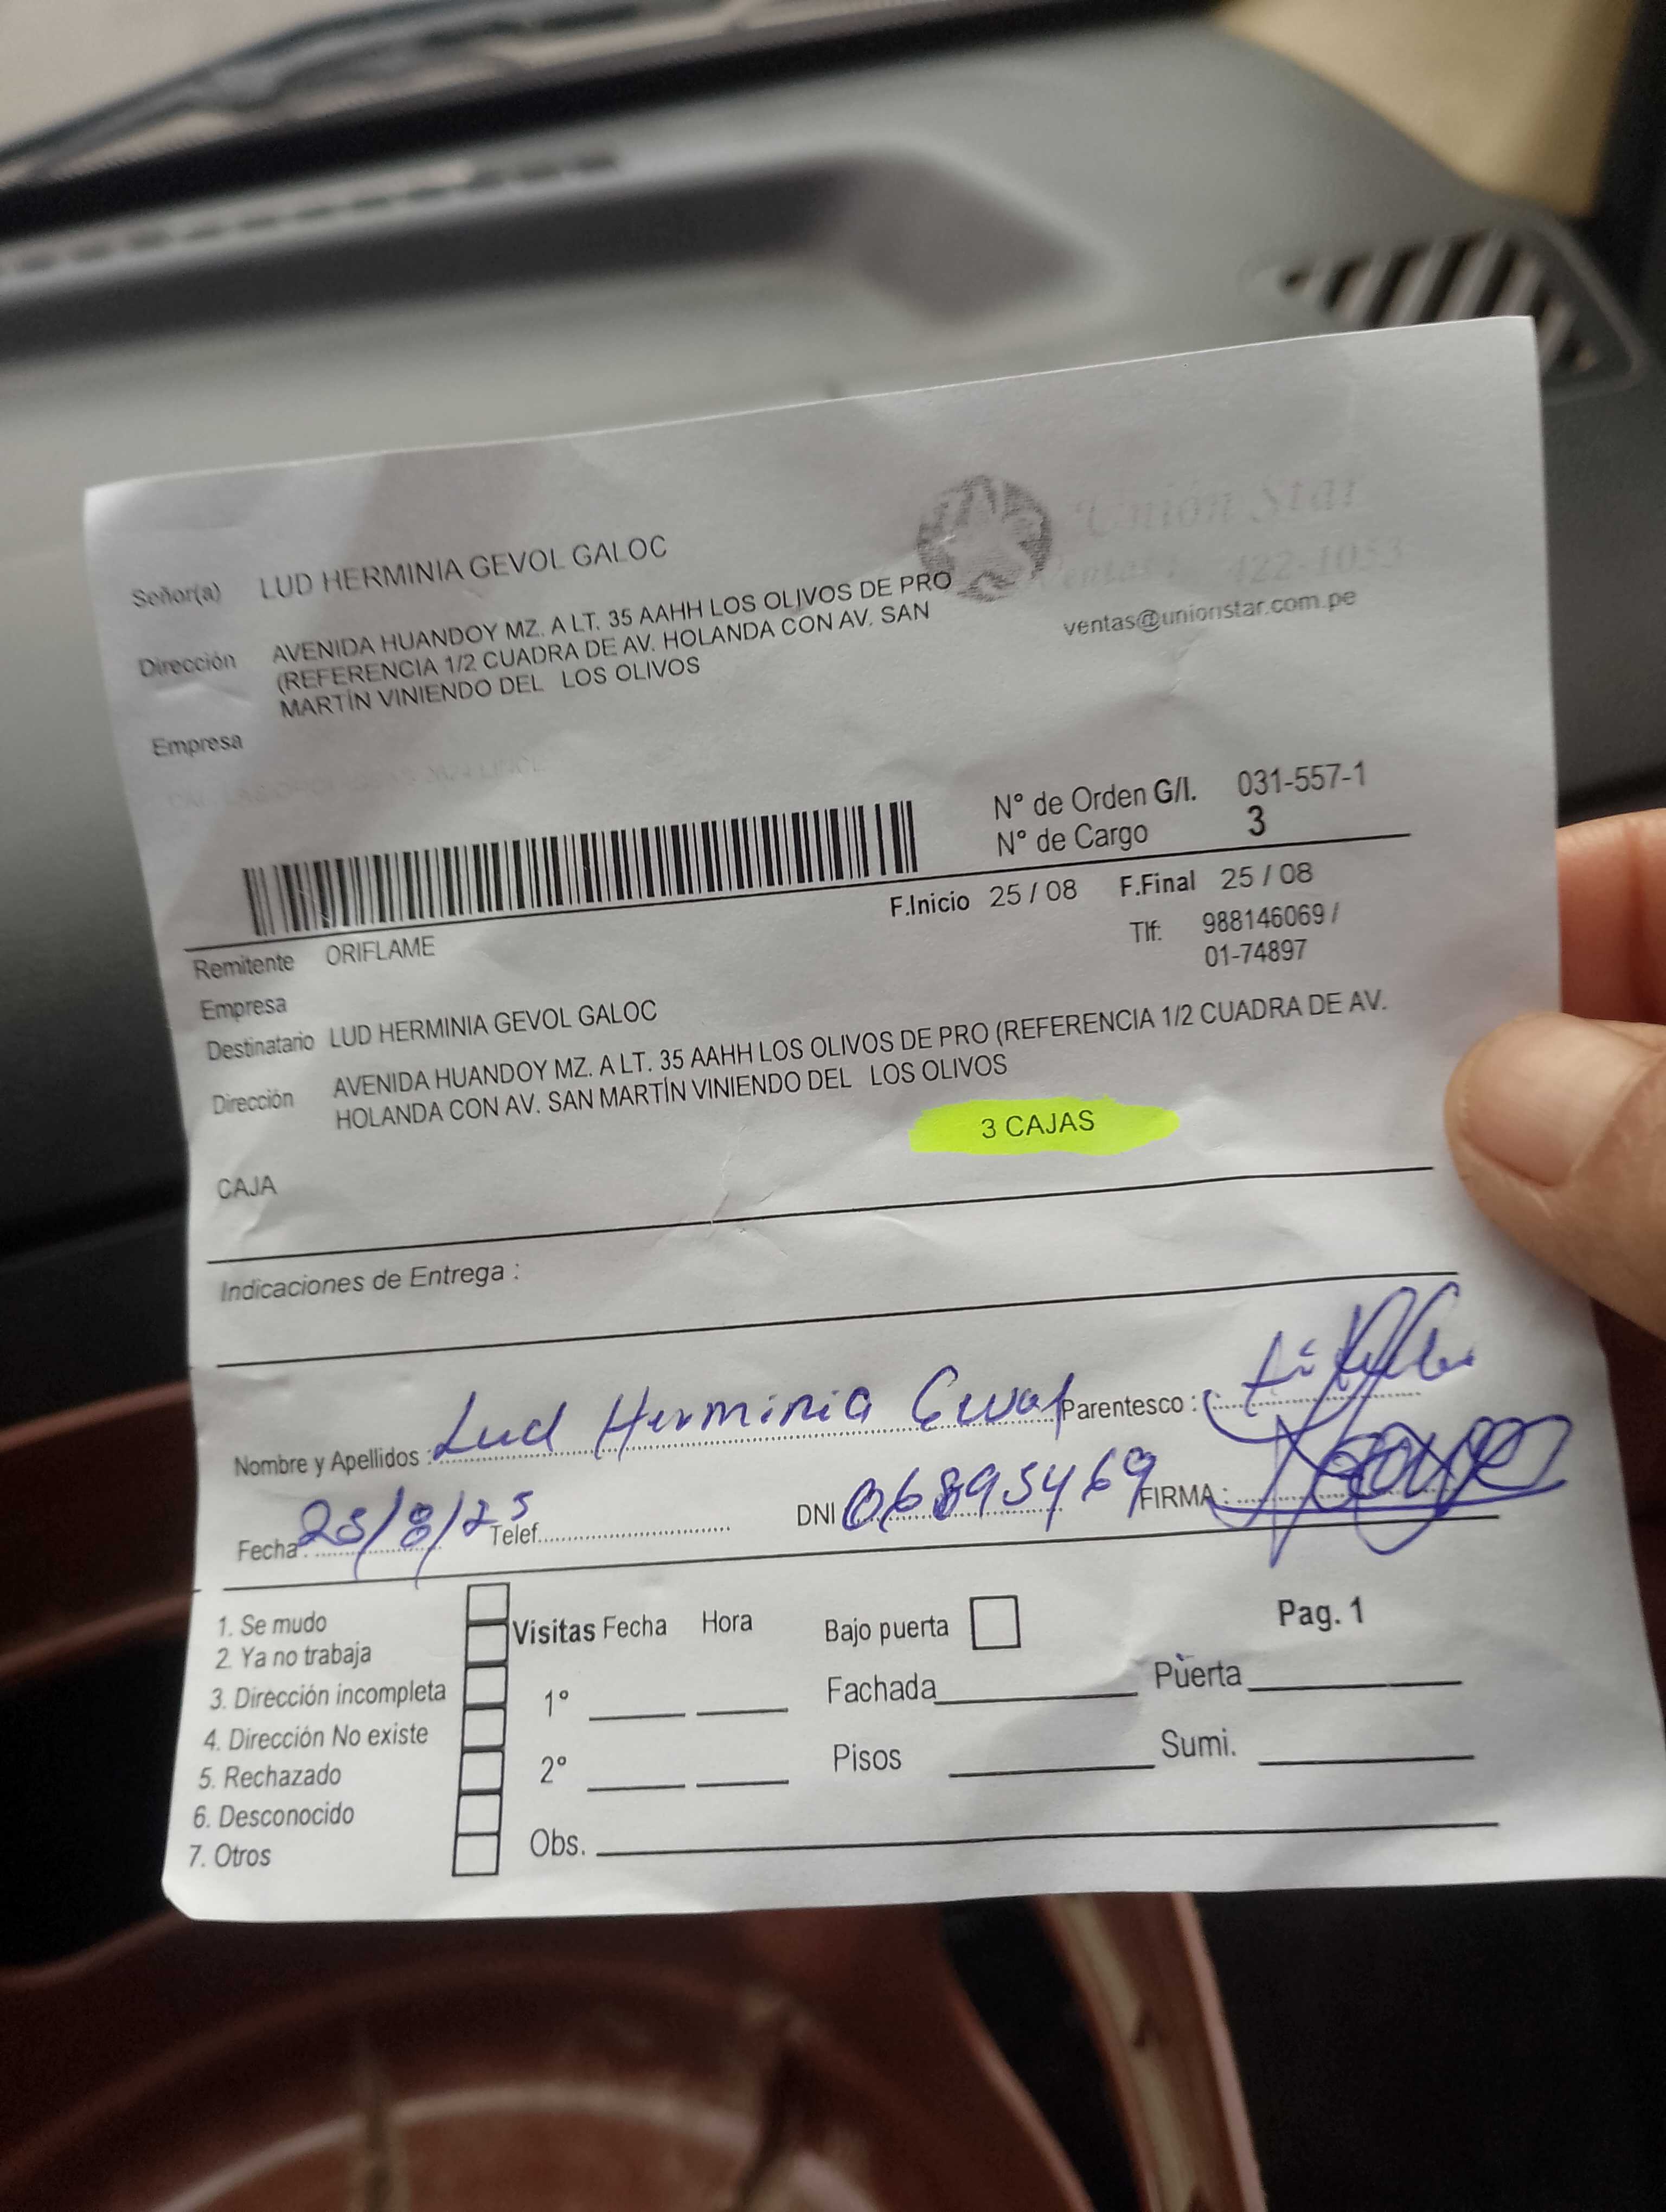 Unión Star
Ventas: 422-1033
ventas@unionstar.com.pe
Señor(a) LUD HERMINIA GEVOL GALOC
Dirección AVENIDA HUANDOY MZ. A LT. 35 AAHH LOS OLIVOS DE PRO
(REFERENCIA 1/2 CUADRA DE AV. HOLANDA CON AV. SAN
MARTÍN VINIENDO DEL LOS OLIVOS
Empresa
N° de Orden G/I. 031-557-1
N° de Cargo 3
F.Inicio 25 / 08 F.Final 25 / 08
Remitente ORIFLAME Tlf: 988146069 /
01-74897
Empresa
Destinatario LUD HERMINIA GEVOL GALOC
Dirección AVENIDA HUANDOY MZ. A LT. 35 AAHH LOS OLIVOS DE PRO (REFERENCIA 1/2 CUADRA DE AV.
HOLANDA CON AV. SAN MARTÍN VINIENDO DEL LOS OLIVOS
3 CAJAS
CAJA
Indicaciones de Entrega :
Nombre y Apellidos : Lud Herminia Parentesco :
Fecha : 25/8/25 Telef. DNI 06895469 FIRMA :
1. Se mudo
2. Ya no trabaja
3. Dirección incompleta
4. Dirección No existe
5. Rechazado
6. Desconocido
7. Otros
Visitas Fecha Hora
1°
2°
Obs.
Bajo puerta Pag. 1
Fachada Puerta
Pisos Sumi.